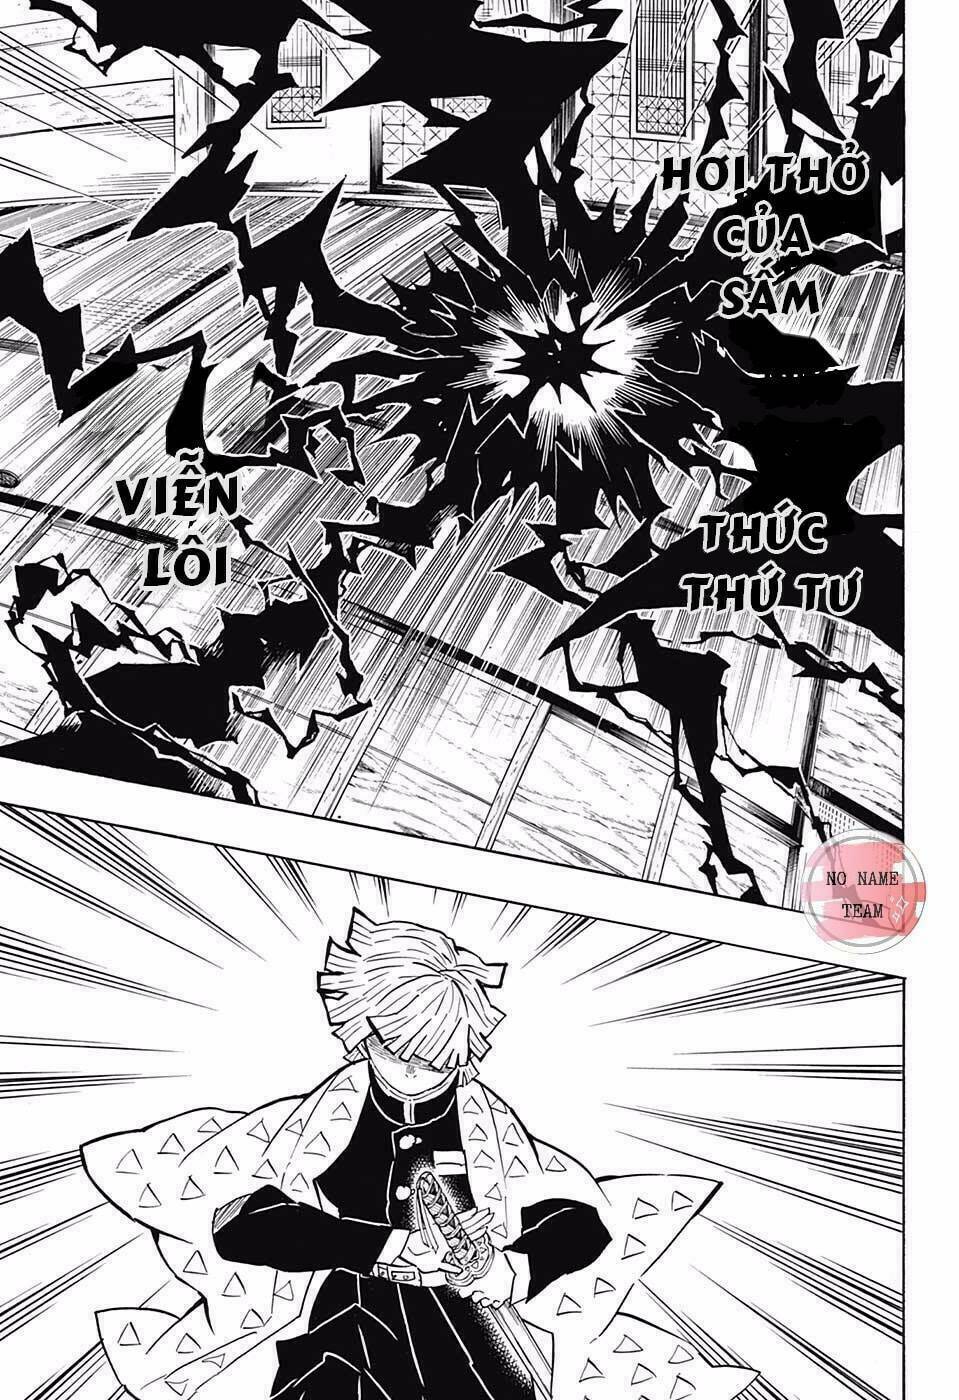 HƠI THỞ
CỦA
SẤM
THỨC
THỨ TƯ
VIỄN
LÔI
NO NAME
TEAM